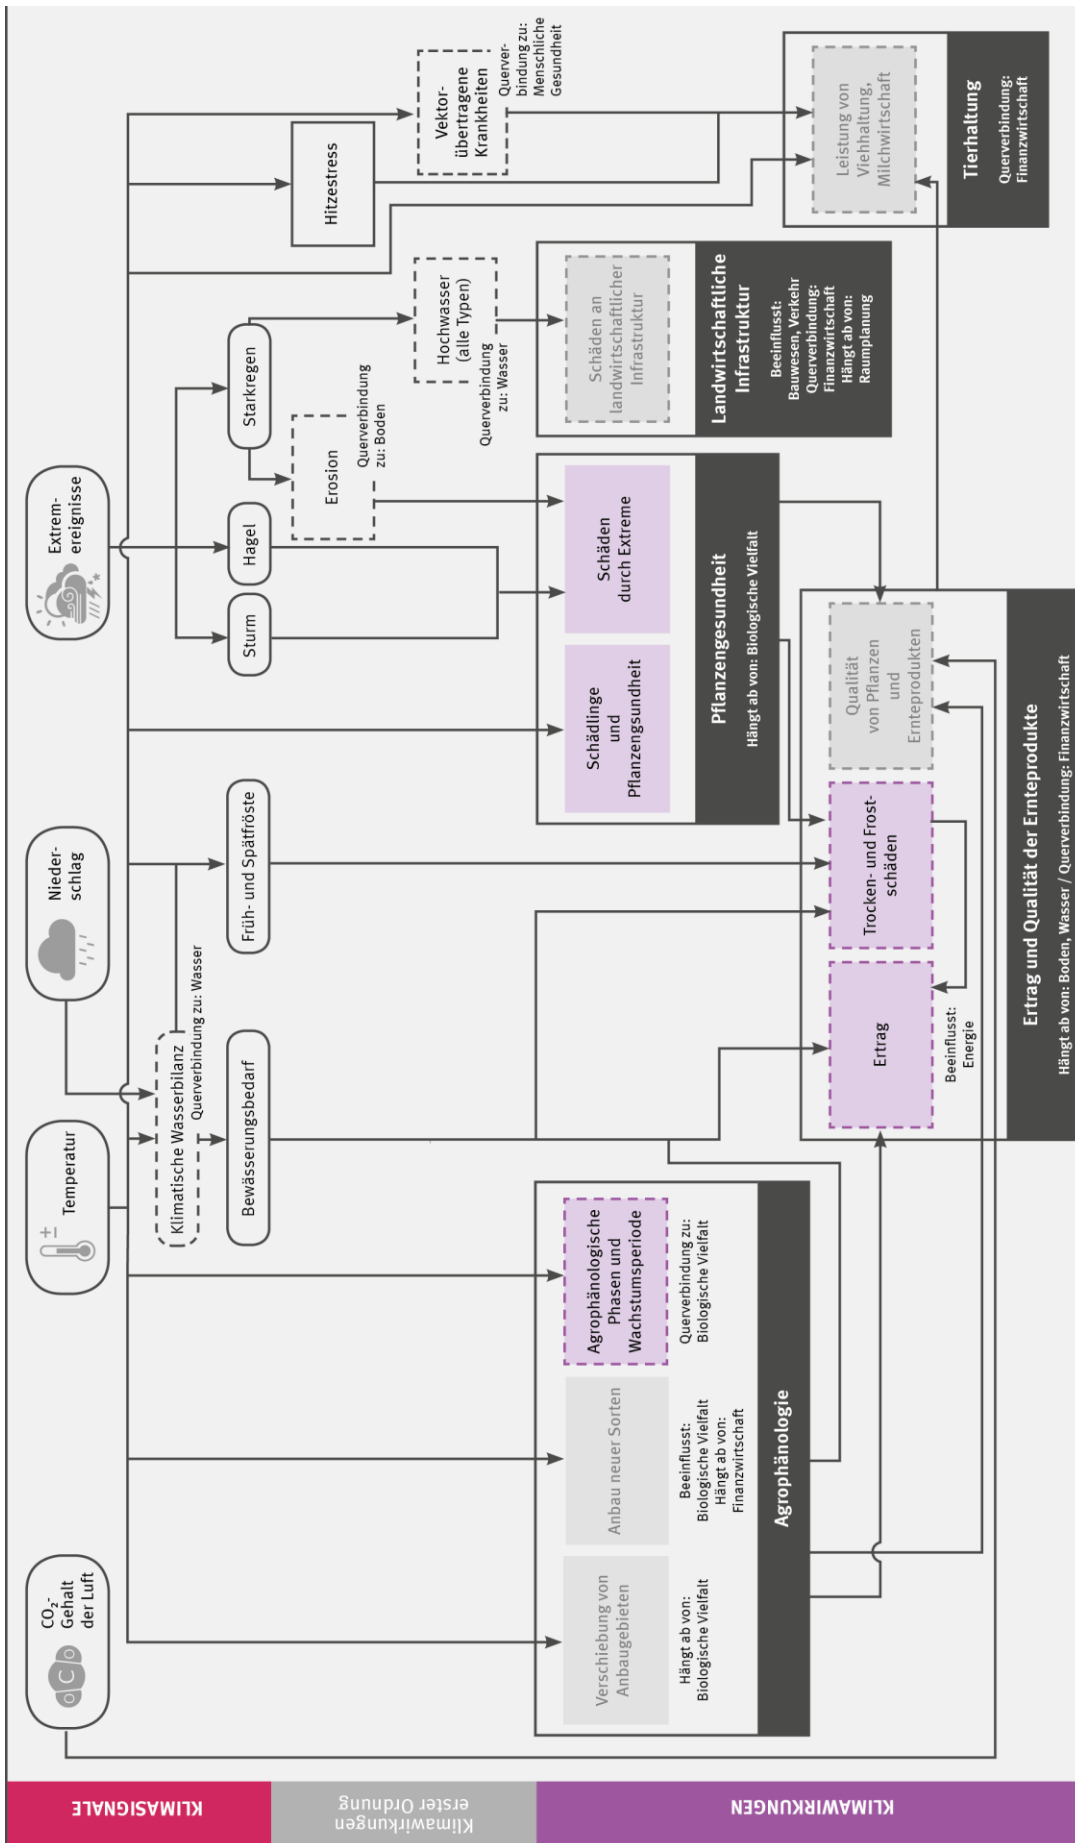 KLIMASIGNALE
Klimawirkungen
erster Ordnung
KLIMAWIRKUNGEN
CO₂-
Gehalt
der Luft
Temperatur
Nieder-
schlag
Extrem-
ereignisse
Klimatische Wasserbilanz
Querverbindung zu: Wasser
Bewässerungsbedarf
Früh- und Spätfröste
Sturm
Hagel
Starkregen
Erosion
Querverbindung
zu: Boden
Hitzestress
Hochwasser
(alle Typen)
Querverbindung
zu: Wasser
Vektor-
übertragene
Krankheiten
Querver-
bindung zu:
Menschliche
Gesundheit
Verschiebung von
Anbaugebieten
Hängt ab von:
Biologische Vielfalt
Anbau neuer Sorten
Beeinflusst:
Biologische Vielfalt
Hängt ab von:
Finanzwirtschaft
Agrophänologische
Phasen und
Wachstumsperiode
Querverbindung zu:
Biologische Vielfalt
Agrophänologie
Schädlinge
und
Pflanzengsundheit
Schäden
durch Extreme
Pflanzengesundheit
Hängt ab von: Biologische Vielfalt
Schäden an
landwirtschaftlicher
Infrastruktur
Landwirtschaftliche
Infrastruktur
Beeinflusst:
Bauwesen, Verkehr
Querverbindung:
Finanzwirtschaft
Hängt ab von:
Raumplanung
Ertrag
Beeinflusst:
Energie
Trocken- und Frost-
schäden
Qualität
von Pflanzen
und
Ernteprodukten
Ertrag und Qualität der Ernteprodukte
Hängt ab von: Boden, Wasser / Querverbindung: Finanzwirtschaft
Leistung von
Viehhaltung,
Milchwirtschaft
Tierhaltung
Querverbindung:
Finanzwirtschaft